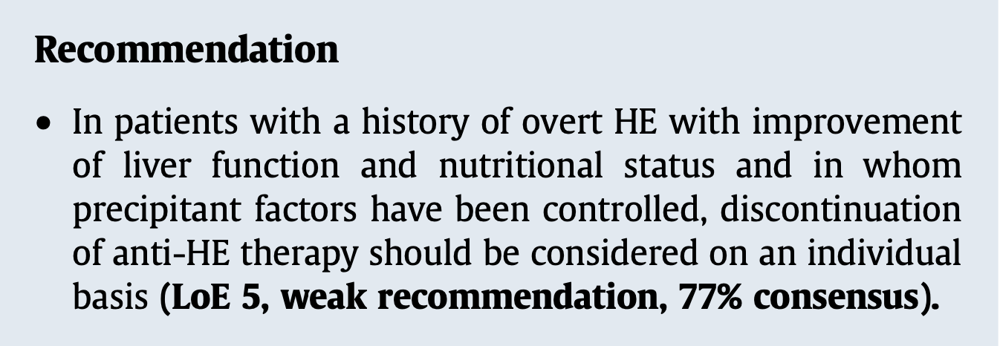 Recommendation
• In patients with a history of overt HE with improvement
of liver function and nutritional status and in whom
precipitant factors have been controlled, discontinuation
of anti-HE therapy should be considered on an individual
basis (LoE 5, weak recommendation, 77% consensus).